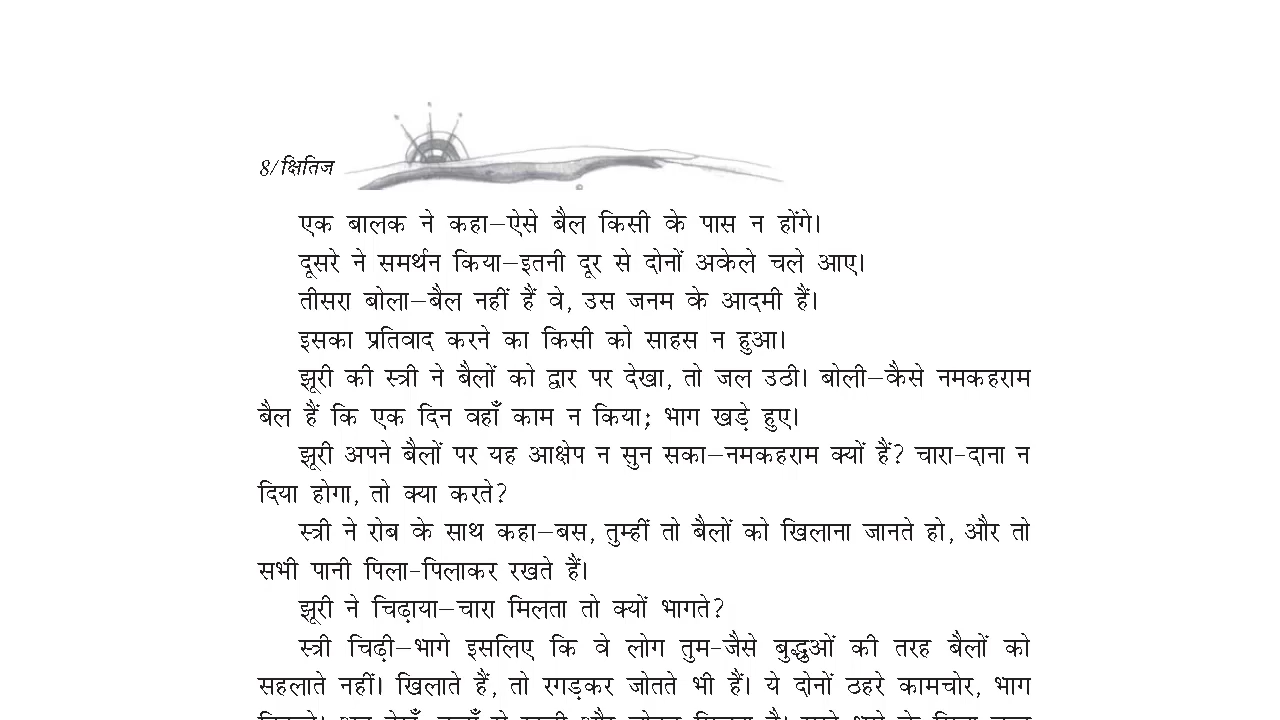 8/क्षितिज
एक बालक ने कहा—ऐसे बैल किसी के पास न होंगे।
दूसरे ने समर्थन किया—इतनी दूर से दोनों अकेले चले आए।
तीसरा बोला—बैल नहीं हैं वे, उस जनम के आदमी हैं।
इसका प्रतिवाद करने का किसी को साहस न हुआ।
झूरी की स्त्री ने बैलों को द्वार पर देखा, तो जल उठी। बोली—कैसे नमकहराम
बैल हैं कि एक दिन वहाँ काम न किया; भाग खड़े हुए।
झूरी अपने बैलों पर यह आक्षेप न सुन सका—नमकहराम क्यों हैं? चारा-दाना न
दिया होगा, तो क्या करते?
स्त्री ने रोब के साथ कहा—बस, तुम्हीं तो बैलों को खिलाना जानते हो, और तो
सभी पानी पिला-पिलाकर रखते हैं।
झूरी ने चिढ़ाया—चारा मिलता तो क्यों भागते?
स्त्री चिढ़ी—भागे इसलिए कि वे लोग तुम-जैसे बुद्धुओं की तरह बैलों को
सहलाते नहीं। खिलाते हैं, तो रगड़कर जोतते भी हैं। ये दोनों ठहरे कामचोर, भाग